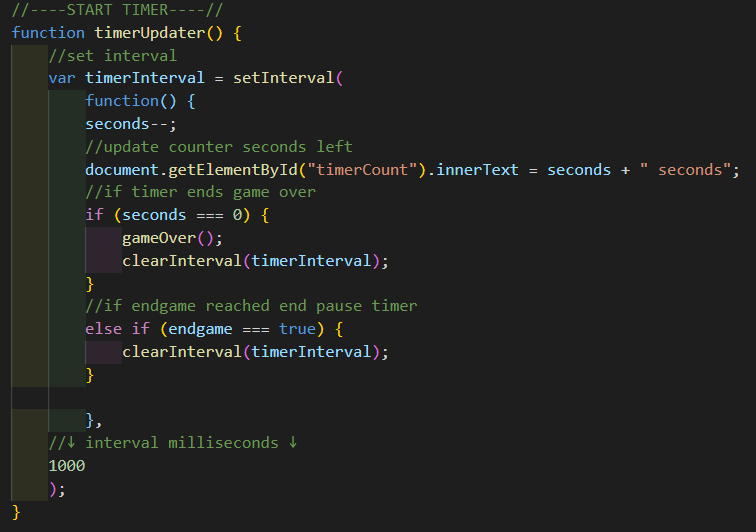 //----START TIMER----//
function timerUpdater() {
    //set interval
    var timerInterval = setInterval(
        function() {
        seconds--;
        //update counter seconds left
        document.getElementById("timerCount").innerText = seconds + " seconds";
        //if timer ends game over
        if (seconds === 0) {
            gameOver();
            clearInterval(timerInterval);
        }
        //if endgame reached end pause timer
        else if (endgame === true) {
            clearInterval(timerInterval);
        }

        },
    //↓ interval milliseconds ↓
    1000
    );
}